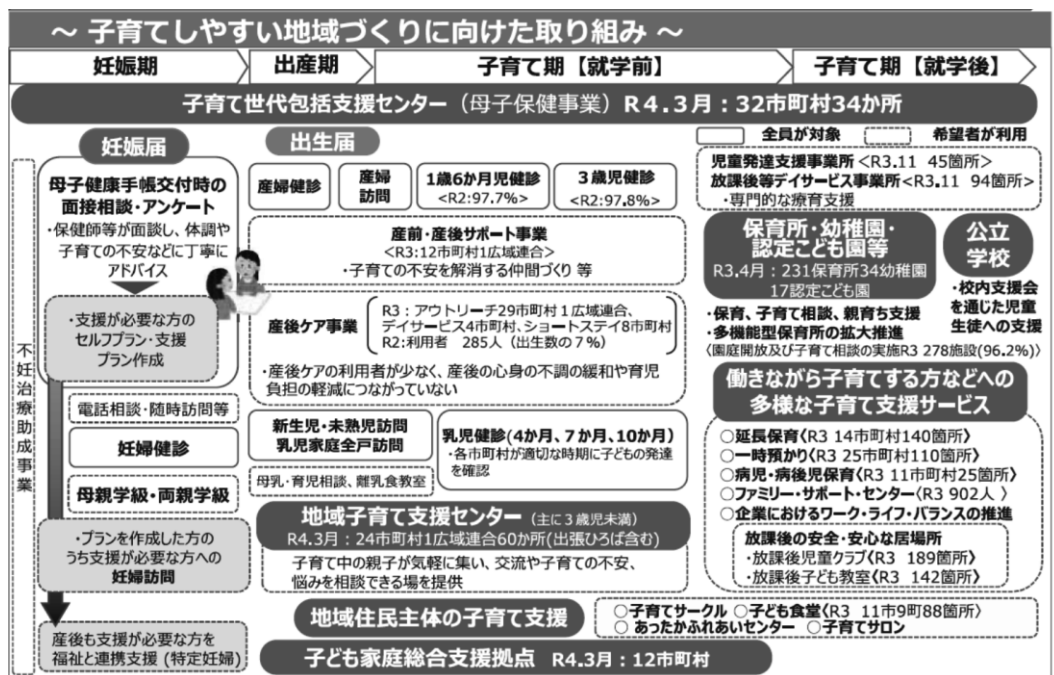 ～ 子育てしやすい地域づくりに向けた取り組み ～
妊娠期
出産期
子育て期【就学前】
子育て期【就学後】
子育て世代包括支援センター（母子保健事業）R4.3月：32市町村34か所
不妊治療助成事業
妊娠届
母子健康手帳交付時の
面接相談・アンケート
・保健師等が面談し、体調や
子育ての不安などに丁寧に
アドバイス
・支援が必要な方の
セルフプラン・支援
プラン作成
電話相談・随時訪問等
妊婦健診
母親学級・両親学級
・プランを作成した方の
うち支援が必要な方への
妊婦訪問
産後も支援が必要な方を
福祉と連携支援 (特定妊婦)
出生届
産婦健診
産婦
訪問
1歳6か月児健診
<R2:97.7%>
３歳児健診
<R2:97.8%>
産前・産後サポート事業
<R3:12市町村1広域連合>
・子育ての不安を解消する仲間づくり 等
産後ケア事業
R3：アウトリーチ29市町村１広域連合、
デイサービス4市町村、ショートステイ8市町村
R2:利用者　285人（出生数の７％）
・産後ケアの利用者が少なく、産後の心身の不調の緩和や育児
負担の軽減につながっていない
新生児・未熟児訪問
乳児家庭全戸訪問
乳児健診(4か月、７か月、10か月)
・各市町村が適切な時期に子どもの発達
を確認
母乳・育児相談、離乳食教室
地域子育て支援センター（主に３歳児未満）
R4.3月：24市町村1広域連合60か所(出張ひろば含む)
子育て中の親子が気軽に集い、交流や子育ての不安、
悩みを相談できる場を提供
地域住民主体の子育て支援
○子育てサークル ○子ども食堂〈R3 11市9町88箇所〉
○ あったかふれあいセンター　○子育てサロン
子ども家庭総合支援拠点　R4.3月：12市町村
全員が対象
希望者が利用
児童発達支援事業所 <R3.11 45箇所>
放課後等デイサービス事業所<R3.11 94箇所>
・専門的な療育支援
保育所・幼稚園・
認定こども園等
R3.4月：231保育所34幼稚園
17認定こども園
・保育、子育て相談、親育ち支援
・多機能型保育所の拡大推進
〈園庭開放及び子育て相談の実施R3 278施設(96.2%)〉
公立
学校
・校内支援会
を通じた児童
生徒への支援
働きながら子育てする方などへの
多様な子育て支援サービス
○延長保育〈R3 14市町村140箇所〉
○一時預かり〈R3 25市町村110箇所〉
○病児・病後児保育〈R3 11市町村25箇所〉
○ファミリー・サポート・センター〈R3 902人 〉
○企業におけるワーク・ライフ・バランスの推進
放課後の安全・安心な居場所
・放課後児童クラブ〈R3 189箇所〉
・放課後子ども教室〈R3 142箇所〉